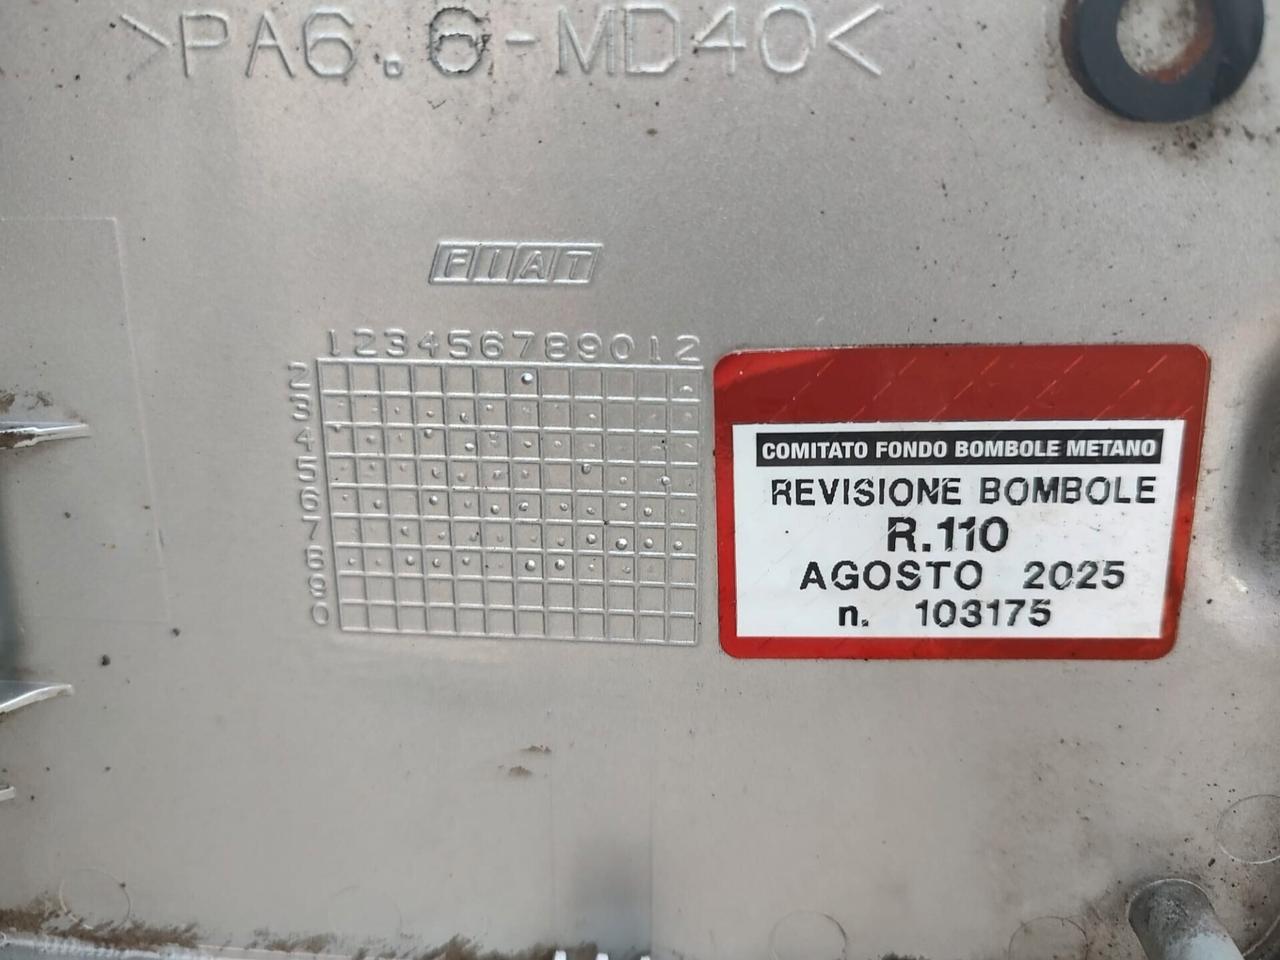 >PA6.6-MD40<
FIAT
123456789012
2
3
4
5
6
7
8
9
0
COMITATO FONDO BOMBOLE METANO
REVISIONE BOMBOLE
R.110
AGOSTO 2025
n. 103175